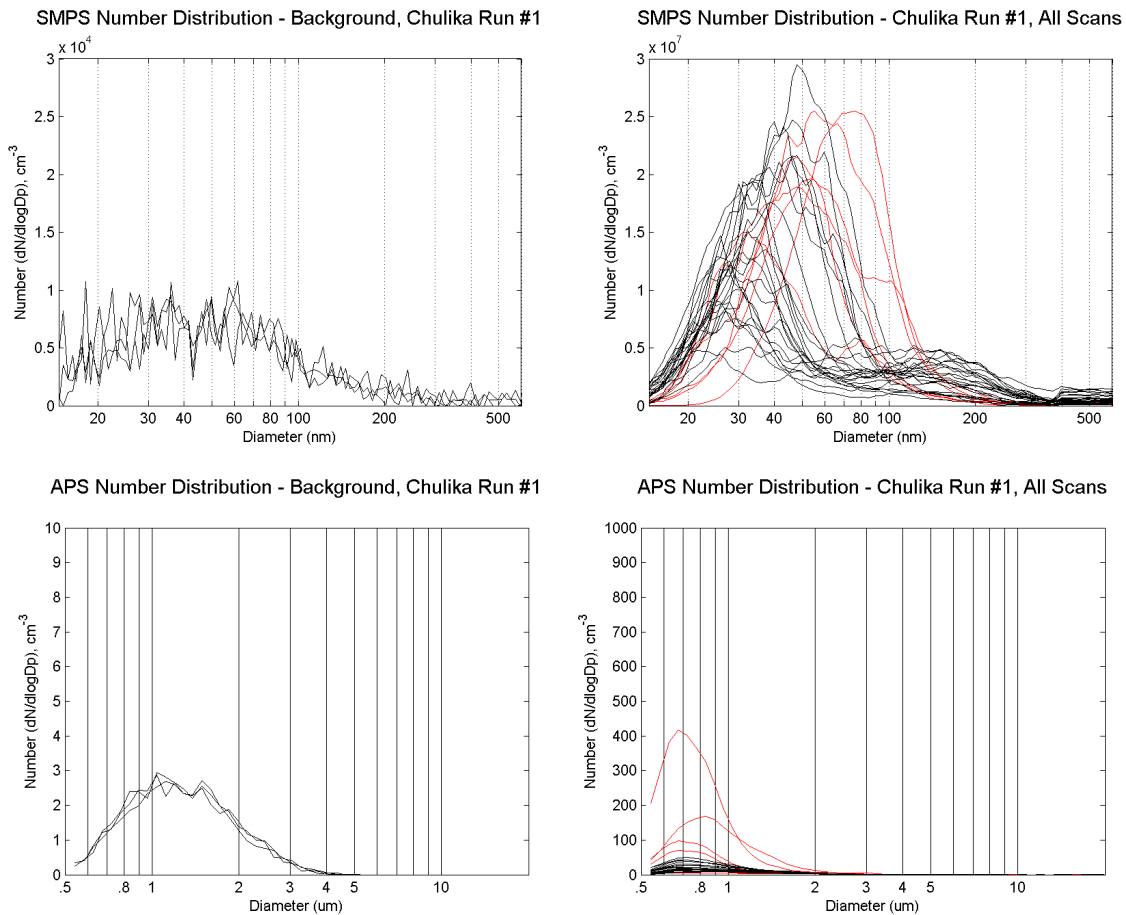 SMPS Number Distribution - Background, Chulika Run #1
x 10^4
3
2.5
2
1.5
1
0.5
0
Number (dN/dlogDp), cm^-3
20 30 40 60 80 100 200 500
Diameter (nm)
SMPS Number Distribution - Chulika Run #1, All Scans
x 10^7
3
2.5
2
1.5
1
0.5
0
Number (dN/dlogDp), cm^-3
20 30 40 60 80 100 200 500
Diameter (nm)
APS Number Distribution - Background, Chulika Run #1
10
9
8
7
6
5
4
3
2
1
0
Number (dN/dlogDp), cm^-3
.5 .8 1 2 3 4 5 10
Diameter (um)
APS Number Distribution - Chulika Run #1, All Scans
1000
900
800
700
600
500
400
300
200
100
0
Number (dN/dlogDp), cm^-3
.5 .8 1 2 3 4 5 10
Diameter (um)